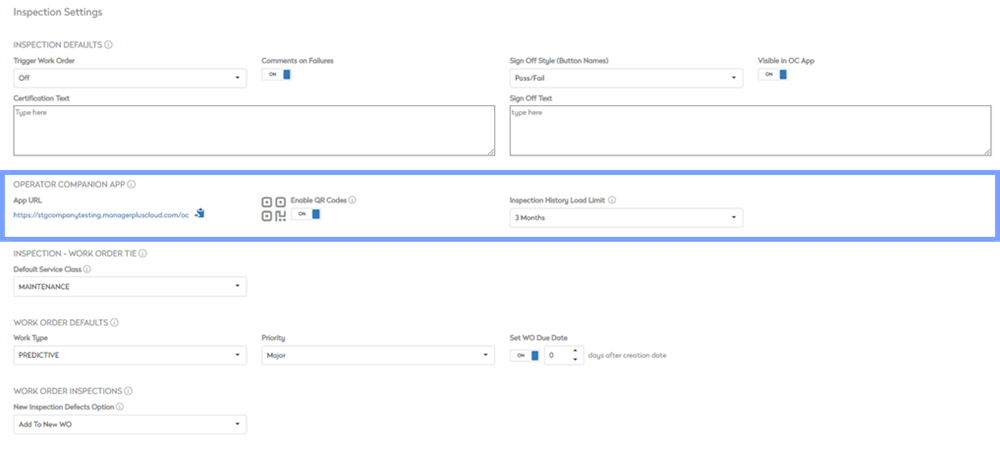 Inspection Settings
INSPECTION DEFAULTS
Trigger Work Order
Comments on Failures
Sign Off Style (Button Names)
Visible in OC App
Off
ON
Pass/Fail
ON
Certification Text
Sign Off Text
Type here
type here
OPERATOR COMPANION APP
App URL
Enable QR Codes
Inspection History Load Limit
https://stgcompanytesting.managerpluscloud.com/oc
ON
3 Months
INSPECTION - WORK ORDER TIE
Default Service Class
MAINTENANCE
WORK ORDER DEFAULTS
Work Type
Priority
Set WO Due Date
PREDICTIVE
Major
ON
0
days after creation date
WORK ORDER INSPECTIONS
New Inspection Defects Option
Add To New WO